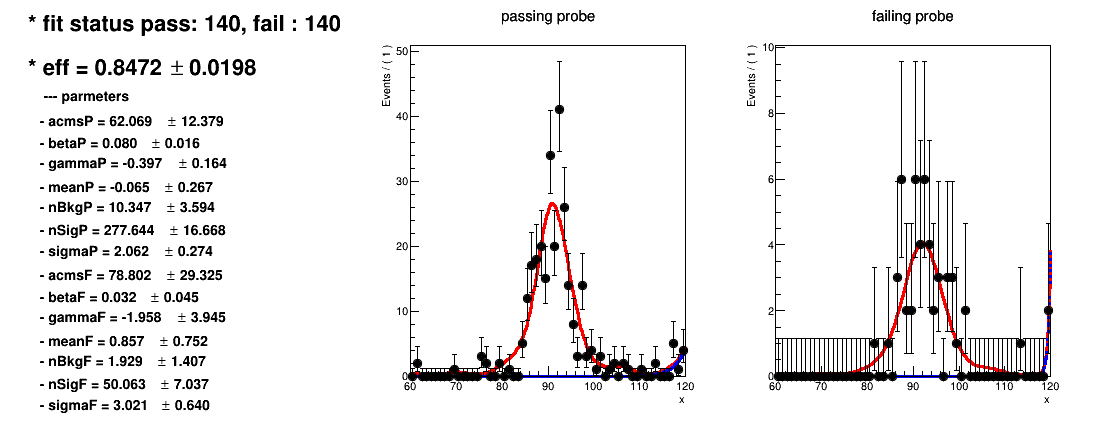 * fit status pass: 140, fail : 140
* eff = 0.8472 ± 0.0198
--- parmeters
- acmsP = 62.069 ± 12.379
- betaP = 0.080 ± 0.016
- gammaP = -0.397 ± 0.164
- meanP = -0.065 ± 0.267
- nBkgP = 10.347 ± 3.594
- nSigP = 277.644 ± 16.668
- sigmaP = 2.062 ± 0.274
- acmsF = 78.802 ± 29.325
- betaF = 0.032 ± 0.045
- gammaF = -1.958 ± 3.945
- meanF = 0.857 ± 0.752
- nBkgF = 1.929 ± 1.407
- nSigF = 50.063 ± 7.037
- sigmaF = 3.021 ± 0.640
passing probe
Events / ( 1 )
50
40
30
20
10
0
60 70 80 90 100 110 120
x
failing probe
Events / ( 1 )
10
8
6
4
2
0
60 70 80 90 100 110 120
x